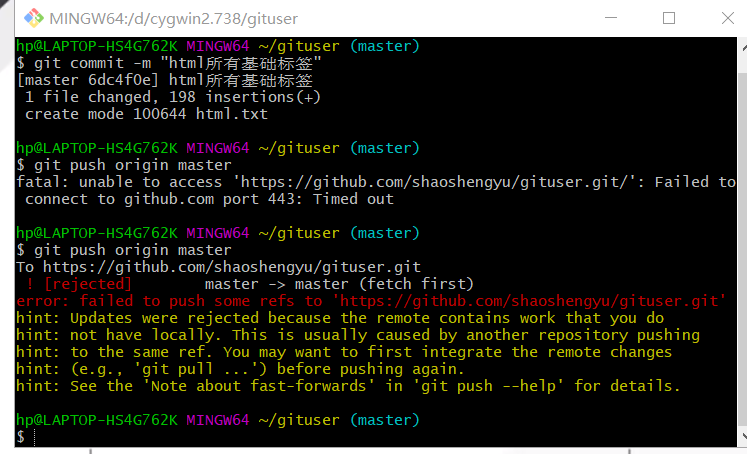 MINGW64:/d/cygwin2.738/gituser
hp@LAPTOP-HS4G762K MINGW64 ~/gituser (master)
$ git commit -m "html所有基础标签"
[master 6dc4f0e] html所有基础标签
1 file changed, 198 insertions(+)
create mode 100644 html.txt
hp@LAPTOP-HS4G762K MINGW64 ~/gituser (master)
$ git push origin master
fatal: unable to access 'https://github.com/shaoshengyu/gituser.git/': Failed to
connect to github.com port 443: Timed out
hp@LAPTOP-HS4G762K MINGW64 ~/gituser (master)
$ git push origin master
To https://github.com/shaoshengyu/gituser.git
! [rejected] master -> master (fetch first)
error: failed to push some refs to 'https://github.com/shaoshengyu/gituser.git'
hint: Updates were rejected because the remote contains work that you do
hint: not have locally. This is usually caused by another repository pushing
hint: to the same ref. You may want to first integrate the remote changes
hint: (e.g., 'git pull ...') before pushing again.
hint: See the 'Note about fast-forwards' in 'git push --help' for details.
hp@LAPTOP-HS4G762K MINGW64 ~/gituser (master)
$